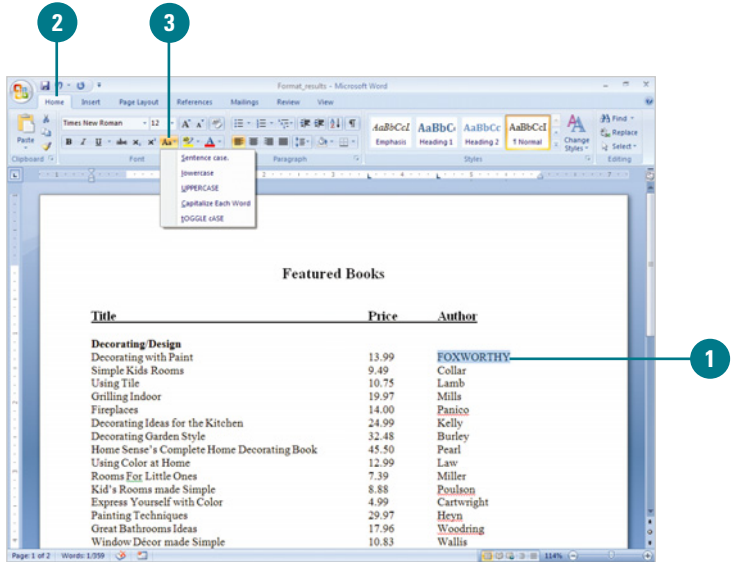 2
3
Format_results - Microsoft Word
Home Insert Page Layout References Mailings Review View
Times New Roman 12
Paste
B I U abc x, x² Aa A
AaBbCcI AaBbC AaBbCc AaBbCcI
Emphasis Heading 1 Heading 2 ¶ Normal
Change Styles
Find
Replace
Select
Clipboard Font Paragraph Styles Editing
Sentence case.
lowercase
UPPERCASE
Capitalize Each Word
tOGGLE cASE
Featured Books
Title Price Author
Decorating/Design
Decorating with Paint 13.99 FOXWORTHY
1
Simple Kids Rooms 9.49 Collar
Using Tile 10.75 Lamb
Grilling Indoor 19.97 Mills
Fireplaces 14.00 Panico
Decorating Ideas for the Kitchen 24.99 Kelly
Decorating Garden Style 32.48 Burley
Home Sense's Complete Home Decorating Book 45.50 Pearl
Using Color at Home 12.99 Law
Rooms For Little Ones 7.39 Miller
Kid's Rooms made Simple 8.88 Poulson
Express Yourself with Color 4.99 Cartwright
Painting Techniques 29.97 Heyn
Great Bathrooms Ideas 17.96 Woodring
Window Décor made Simple 10.83 Wallis
Page: 1 of 2 Words: 1/359 114%